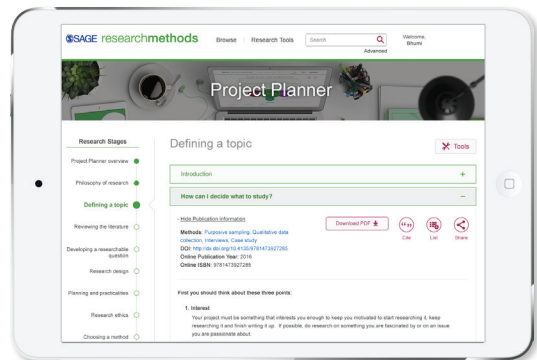 SAGE researchmethods
Browse
Research Tools
Search
Advanced
Welcome,
Bhumi
Project Planner
Research Stages
Project Planner overview
Philosophy of research
Defining a topic
Reviewing the literature
Developing a researchable
question
Research design
Planning and practicalities
Research ethics
Choosing a method
Defining a topic
Tools
Introduction +
How can I decide what to study? −
- Hide Publication Information
Methods: Purposive sampling, Qualitative data
collection, Interviews, Case study
DOI: http://dx.doi.org/10.4135/9781473927285
Online Publication Year: 2016
Online ISBN: 9781473927285
Download PDF
Cite
List
Share
First you should think about these three points:
1. Interest
Your project must be something that interests you enough to keep you motivated to start researching it, keep
researching it and finish writing it up. If possible, do research on something you are fascinated by or on an issue
you are passionate about.